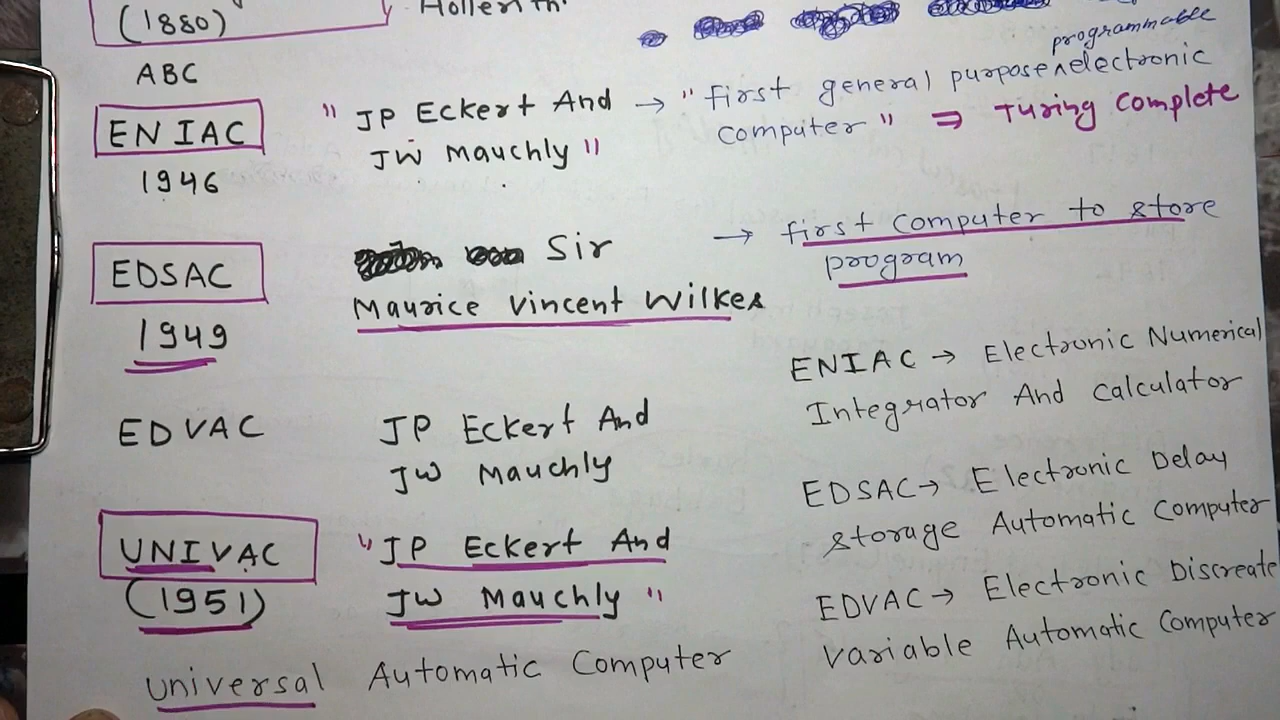 (1880)
Hollerith.
ABC
ENIAC
1946
" JP Eckert And
JW Mauchly "
→ " first general purpose ^ programmable electronic
computer " ⇒ Turing Complete
EDSAC
1949
Sir
Maurice Vincent Wilkes
→ first computer to store
program
EDVAC
JP Eckert And
JW Mauchly
UNIVAC
(1951)
" JP Eckert And
JW Mauchly "
universal Automatic Computer
ENIAC → Electronic Numerical
Integrator And Calculator
EDSAC → Electronic Delay
storage Automatic Computer
EDVAC → Electronic Discreate
variable Automatic Computer